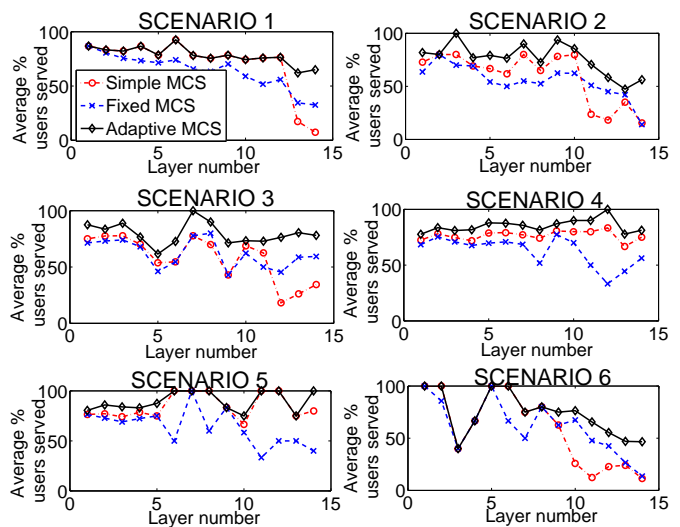 SCENARIO 1
Average %
users served
100
50
0
Simple MCS
Fixed MCS
Adaptive MCS
0
5
10
15
Layer number
SCENARIO 2
Average %
users served
100
50
0
0
5
10
15
Layer number
SCENARIO 3
Average %
users served
100
50
0
0
5
10
15
Layer number
SCENARIO 4
Average %
users served
100
50
0
0
5
10
15
Layer number
SCENARIO 5
Average %
users served
100
50
0
0
5
10
15
Layer number
SCENARIO 6
Average %
users served
100
50
0
0
5
10
15
Layer number